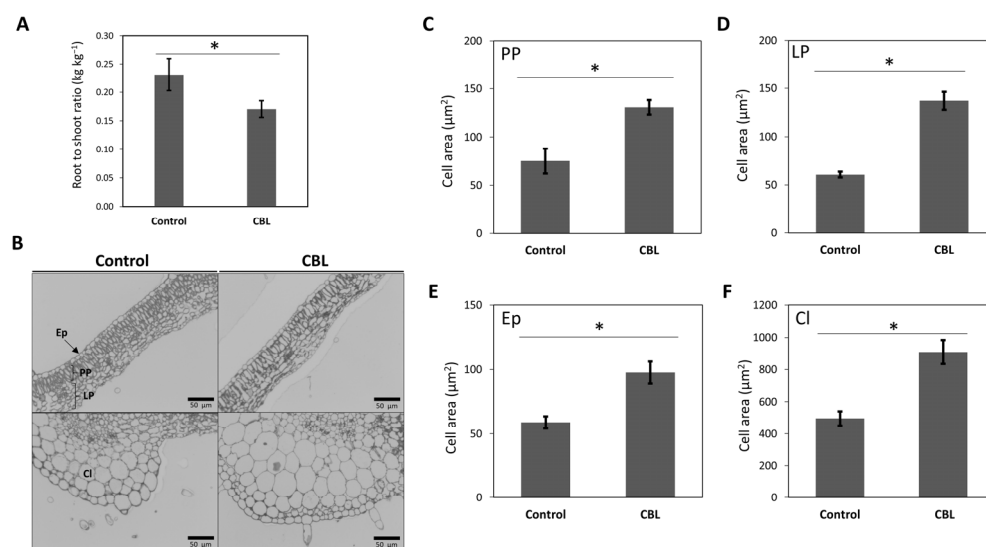 A
Root to shoot ratio (kg kg⁻¹)
0.30
0.25
0.20
0.15
0.10
0.05
0.00
*
Control
CBL
B
Control
CBL
Ep
PP
LP
50 µm
50 µm
Cl
50 µm
50 µm
C
PP
Cell area (µm²)
200
150
100
50
0
*
Control
CBL
D
LP
Cell area (µm²)
200
150
100
50
0
*
Control
CBL
E
Ep
Cell area (µm²)
150
100
50
0
*
Control
CBL
F
Cl
Cell area (µm²)
1200
1000
800
600
400
200
0
*
Control
CBL